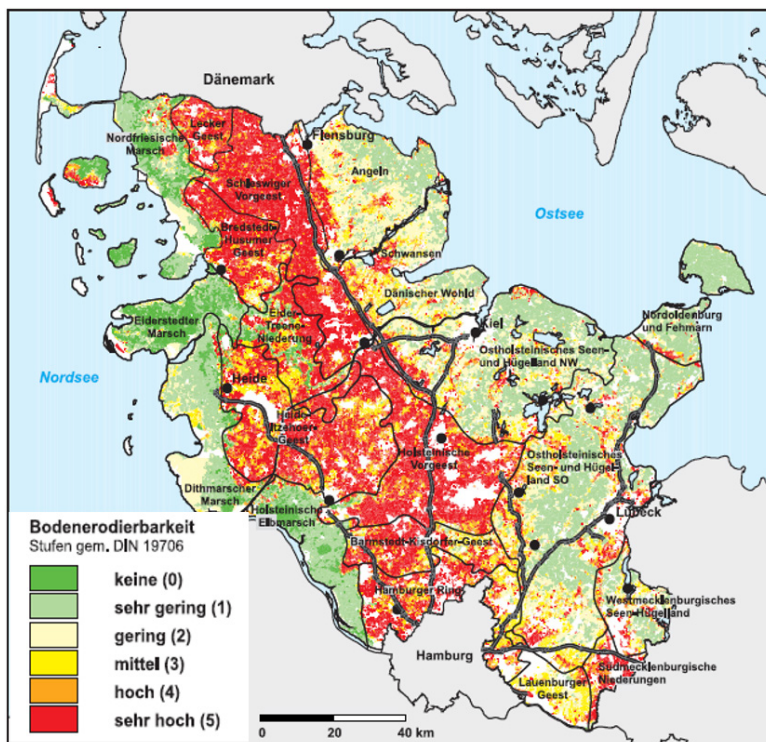 Dänemark
Lecker
Geest
Nordfriesische
Marsch
Flensburg
Angeln
Schleswiger
Vorgeest
Ostsee
Bredstedt-
Husumer
Geest
Schwansen
Dänischer Wohld
Nordoldenburg
und Fehmarn
Eiderstedter
Marsch
Eider-
Treene-
Niederung
Kiel
Ostholsteinisches Seen-
und Hügelland NW
Nordsee
Heide
Heide-
Itzehoer-
Geest
Holsteinische
Vorgeest
Ostholsteinisches
Seen- und Hügel-
land SO
Dithmarscher
Marsch
Holsteinische
Elbmarsch
Lübeck
Barmstedt-Kisdorfer-Geest
Hamburger Ring
Westmecklenburgisches
Seen-Hügelland
Hamburg
Südmecklenburgische
Niederungen
Lauenburger
Geest
Bodenerodierbarkeit
Stufen gem. DIN 19706
keine (0)
sehr gering (1)
gering (2)
mittel (3)
hoch (4)
sehr hoch (5)
0 20 40 km